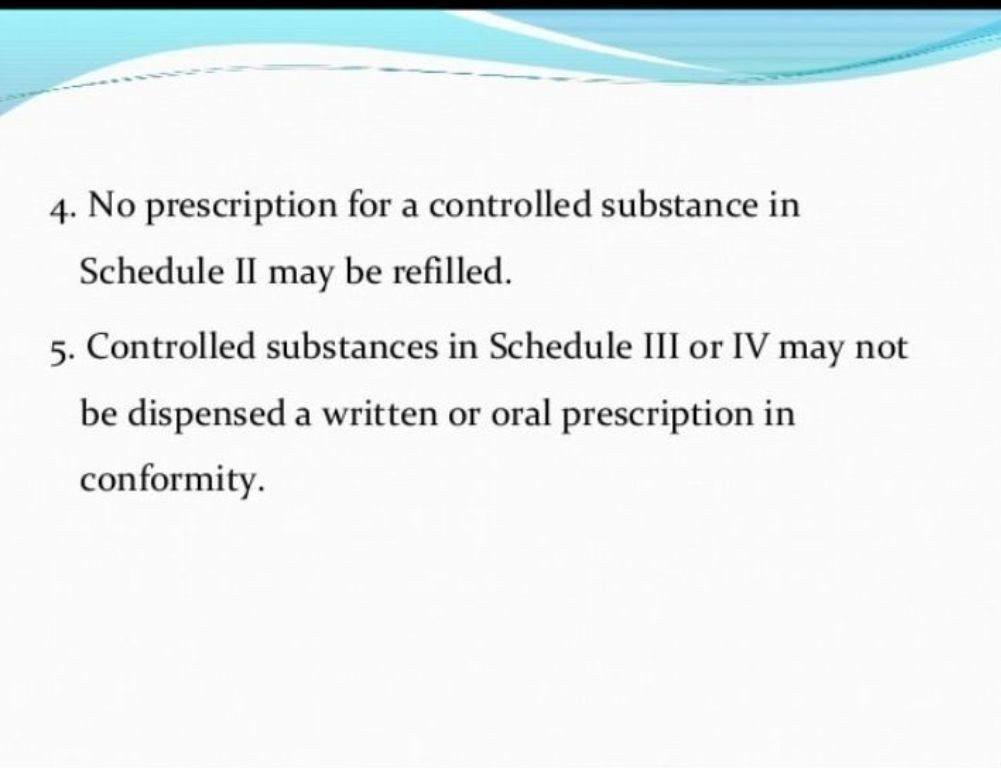 4. No prescription for a controlled substance in
Schedule II may be refilled.
5. Controlled substances in Schedule III or IV may not
be dispensed a written or oral prescription in
conformity.